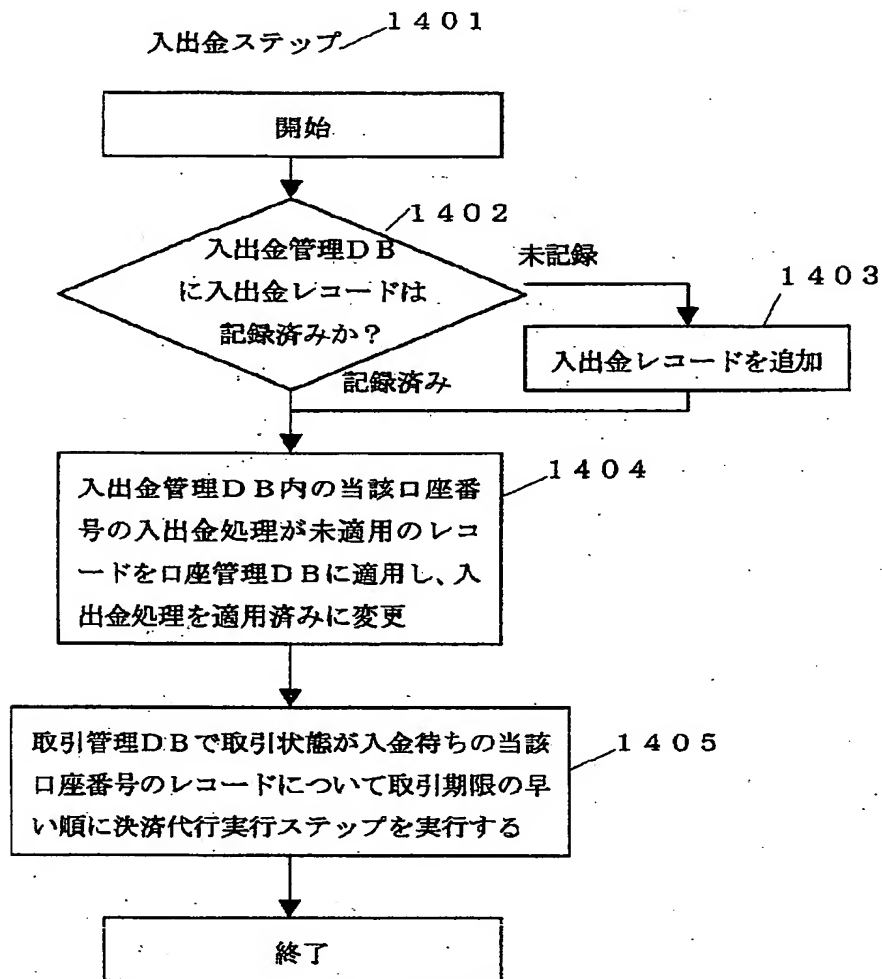 入出金ステップ 1401
開始
1402
入出金管理DB
に入出金レコードは
記録済みか?
未記録
1403
入出金レコードを追加
記録済み
1404
入出金管理DB内の当該口座番
号の入出金処理が未適用のレコ
ードを口座管理DBに適用し、入
出金処理を適用済みに変更
1405
取引管理DBで取引状態が入金待ちの当該
口座番号のレコードについて取引期限の早
い順に決済代行実行ステップを実行する
終了